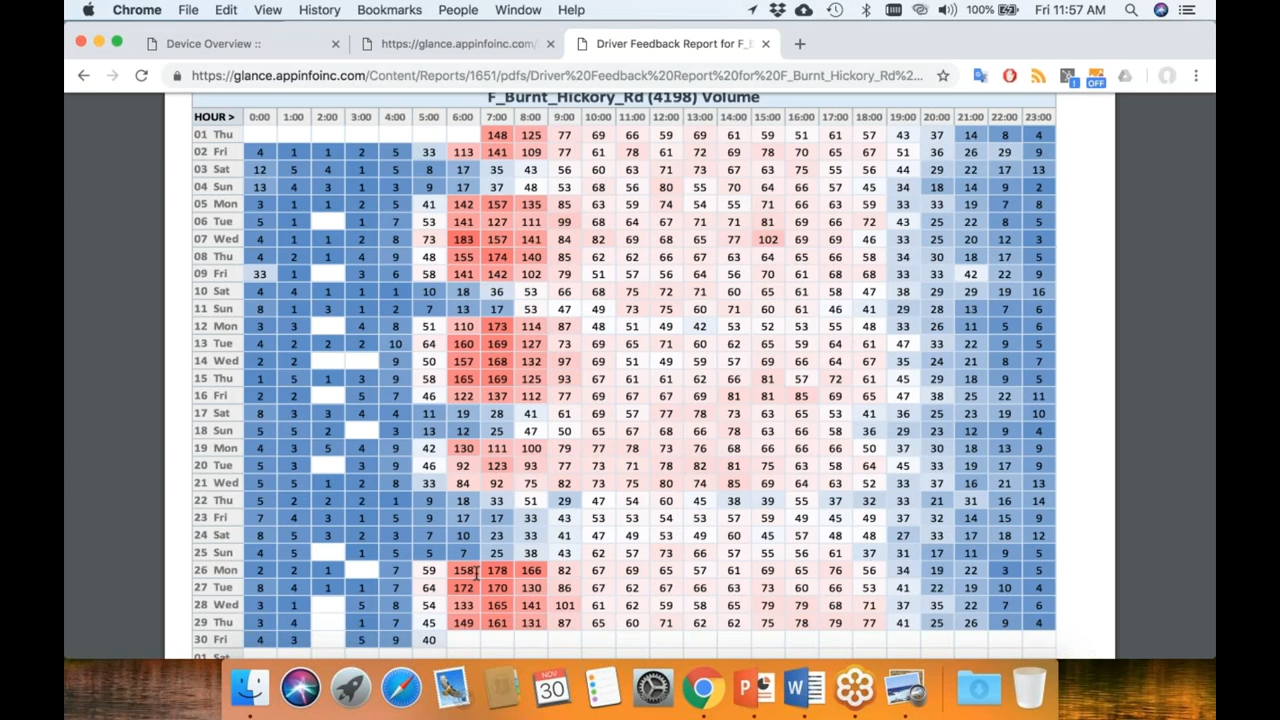 Chrome File Edit View History Bookmarks People Window Help 100% Fri 11:57 AM
Device Overview :: https://glance.appinfoinc.com/ Driver Feedback Report for F_B
https://glance.appinfoinc.com/Content/Reports/1651/pdfs/Driver%20Feedback%20Report%20for%20F_Burnt_Hickory_Rd%2... OFF
F_Burnt_Hickory_Rd (4198) Volume
HOUR > 0:00 1:00 2:00 3:00 4:00 5:00 6:00 7:00 8:00 9:00 10:00 11:00 12:00 13:00 14:00 15:00 16:00 17:00 18:00 19:00 20:00 21:00 22:00 23:00
01 Thu 148 125 77 69 66 59 69 61 59 51 61 57 43 37 14 8 4
02 Fri 4 1 1 2 5 33 113 141 109 77 61 78 61 72 69 78 70 65 67 51 36 26 29 9
03 Sat 12 5 4 1 5 8 17 35 43 56 60 63 71 73 67 63 75 55 56 44 29 22 17 13
04 Sun 13 4 3 1 3 9 17 37 48 53 68 56 80 55 70 64 66 57 45 34 18 14 9 2
05 Mon 3 1 1 2 5 41 142 157 135 85 63 59 74 54 55 71 66 63 59 33 33 19 7 8
06 Tue 5 1 1 7 53 141 127 111 99 68 64 67 71 71 81 69 66 72 43 25 22 8 5
07 Wed 4 1 1 2 8 73 183 157 141 84 82 69 68 65 77 102 69 69 46 33 25 20 12 3
08 Thu 4 2 1 4 9 48 155 174 140 85 62 62 66 67 63 64 65 66 58 34 30 18 17 5
09 Fri 33 1 3 6 58 141 142 102 79 51 57 56 64 56 70 61 68 68 33 33 42 22 9
10 Sat 4 4 1 1 1 10 18 36 53 66 68 75 72 71 60 65 61 58 47 38 29 29 19 16
11 Sun 8 1 3 1 2 7 13 17 53 47 49 73 75 60 71 60 61 46 41 29 28 13 7 6
12 Mon 3 3 4 8 51 110 173 114 87 48 51 49 42 53 52 53 55 48 33 26 11 5 6
13 Tue 4 2 2 2 10 64 160 169 127 73 69 65 71 60 62 65 59 64 61 47 33 22 9 5
14 Wed 2 2 9 50 157 168 132 97 69 51 49 59 57 69 66 64 67 35 24 21 8 7
15 Thu 1 5 1 3 9 58 165 169 125 93 67 61 61 62 66 81 57 72 61 45 29 18 9 5
16 Fri 2 2 5 7 46 122 137 112 77 69 67 67 69 81 81 85 69 65 47 38 25 22 11
17 Sat 8 3 3 4 4 11 19 28 41 61 69 57 77 78 73 63 65 53 41 36 25 23 19 10
18 Sun 5 5 2 3 13 12 25 47 50 65 67 68 66 78 63 66 58 36 29 23 12 9 4
19 Mon 4 3 5 4 9 42 130 111 100 79 77 78 73 76 68 66 66 66 50 37 30 18 13 9
20 Tue 5 3 3 9 46 92 123 93 77 73 71 78 82 81 75 63 58 64 45 33 19 17 9
21 Wed 5 5 1 2 8 33 84 92 75 82 73 75 80 74 85 69 64 63 52 33 37 16 21 13
22 Thu 5 2 2 2 1 9 18 33 51 29 47 54 60 45 38 39 55 37 32 33 21 31 16 14
23 Fri 7 4 3 1 5 9 17 17 33 43 53 53 54 53 57 59 49 45 49 37 32 14 15 9
24 Sat 8 5 3 2 3 7 10 23 33 41 47 49 53 49 60 45 57 48 48 27 33 17 18 12
25 Sun 4 5 1 5 5 7 25 38 43 62 57 73 66 57 55 56 61 37 31 17 11 9 5
26 Mon 2 2 1 7 59 158 178 166 82 67 69 65 57 61 69 65 76 56 34 19 22 3 5
27 Tue 8 4 1 1 7 64 172 170 130 86 67 62 67 66 63 73 60 66 53 41 22 19 10 4
28 Wed 3 1 5 8 54 133 165 141 101 61 62 59 58 65 79 79 68 71 37 35 22 7 6
29 Thu 3 4 1 7 45 149 161 131 87 65 60 71 62 62 75 78 79 77 41 25 26 9 4
30 Fri 4 3 5 9 40
01 Sat
NOV 30